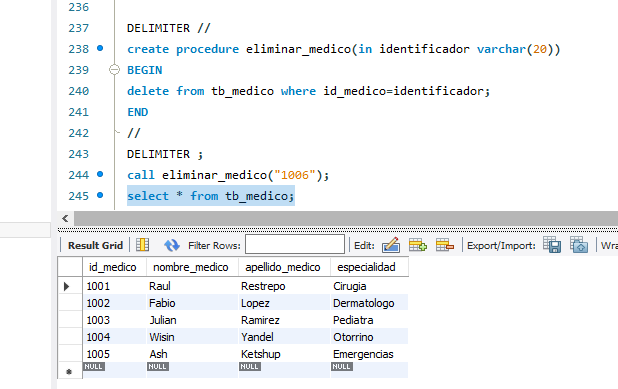 236
237 DELIMITER //
238 create procedure eliminar_medico(in identificador varchar(20))
239 BEGIN
240 delete from tb_medico where id_medico=identificador;
241 END
242 //
243 DELIMITER ;
244 call eliminar_medico("1006");
245 select * from tb_medico;
Result Grid Filter Rows: Edit: Export/Import: Wra
id_medico nombre_medico apellido_medico especialidad
1001 Raul Restrepo Cirugia
1002 Fabio Lopez Dermatologo
1003 Julian Ramirez Pediatra
1004 Wisin Yandel Otorrino
1005 Ash Ketshup Emergencias
NULL NULL NULL NULL